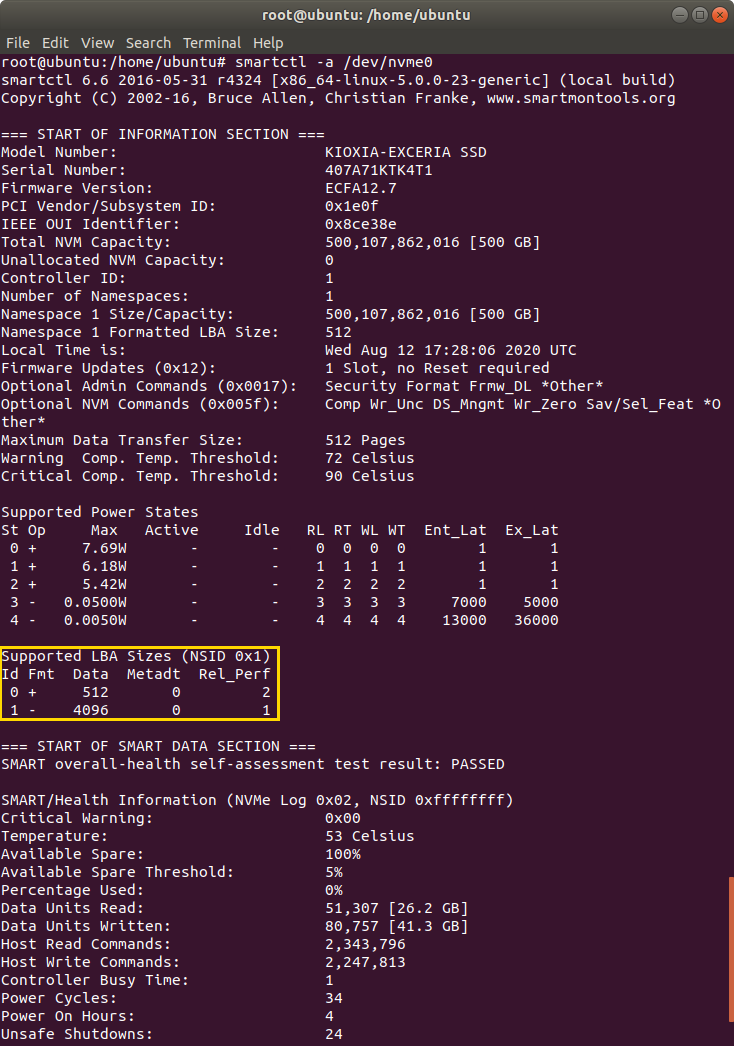 root@ubuntu: /home/ubuntu
File Edit View Search Terminal Help
root@ubuntu:/home/ubuntu# smartctl -a /dev/nvme0
smartctl 6.6 2016-05-31 r4324 [x86_64-linux-5.0.0-23-generic] (local build)
Copyright (C) 2002-16, Bruce Allen, Christian Franke, www.smartmontools.org
=== START OF INFORMATION SECTION ===
Model Number: KIOXIA-EXCERIA SSD
Serial Number: 407A71KTK4T1
Firmware Version: ECFA12.7
PCI Vendor/Subsystem ID: 0x1e0f
IEEE OUI Identifier: 0x8ce38e
Total NVM Capacity: 500,107,862,016 [500 GB]
Unallocated NVM Capacity: 0
Controller ID: 1
Number of Namespaces: 1
Namespace 1 Size/Capacity: 500,107,862,016 [500 GB]
Namespace 1 Formatted LBA Size: 512
Local Time is: Wed Aug 12 17:28:06 2020 UTC
Firmware Updates (0x12): 1 Slot, no Reset required
Optional Admin Commands (0x0017): Security Format Frmw_DL *Other*
Optional NVM Commands (0x005f): Comp Wr_Unc DS_Mngmt Wr_Zero Sav/Sel_Feat *O
ther*
Maximum Data Transfer Size: 512 Pages
Warning  Comp. Temp. Threshold: 72 Celsius
Critical Comp. Temp. Threshold: 90 Celsius
Supported Power States
St Op Max Active Idle RL RT WL WT Ent_Lat Ex_Lat
0 + 7.69W - - 0 0 0 0 1 1
1 + 6.18W - - 1 1 1 1 1 1
2 + 5.42W - - 2 2 2 2 1 1
3 - 0.0500W - - 3 3 3 3 7000 5000
4 - 0.0050W - - 4 4 4 4 13000 36000
Supported LBA Sizes (NSID 0x1)
Id Fmt Data Metadt Rel_Perf
0 + 512 0 2
1 - 4096 0 1
=== START OF SMART DATA SECTION ===
SMART overall-health self-assessment test result: PASSED
SMART/Health Information (NVMe Log 0x02, NSID 0xffffffff)
Critical Warning: 0x00
Temperature: 53 Celsius
Available Spare: 100%
Available Spare Threshold: 5%
Percentage Used: 0%
Data Units Read: 51,307 [26.2 GB]
Data Units Written: 80,757 [41.3 GB]
Host Read Commands: 2,343,796
Host Write Commands: 2,247,813
Controller Busy Time: 1
Power Cycles: 34
Power On Hours: 4
Unsafe Shutdowns: 24